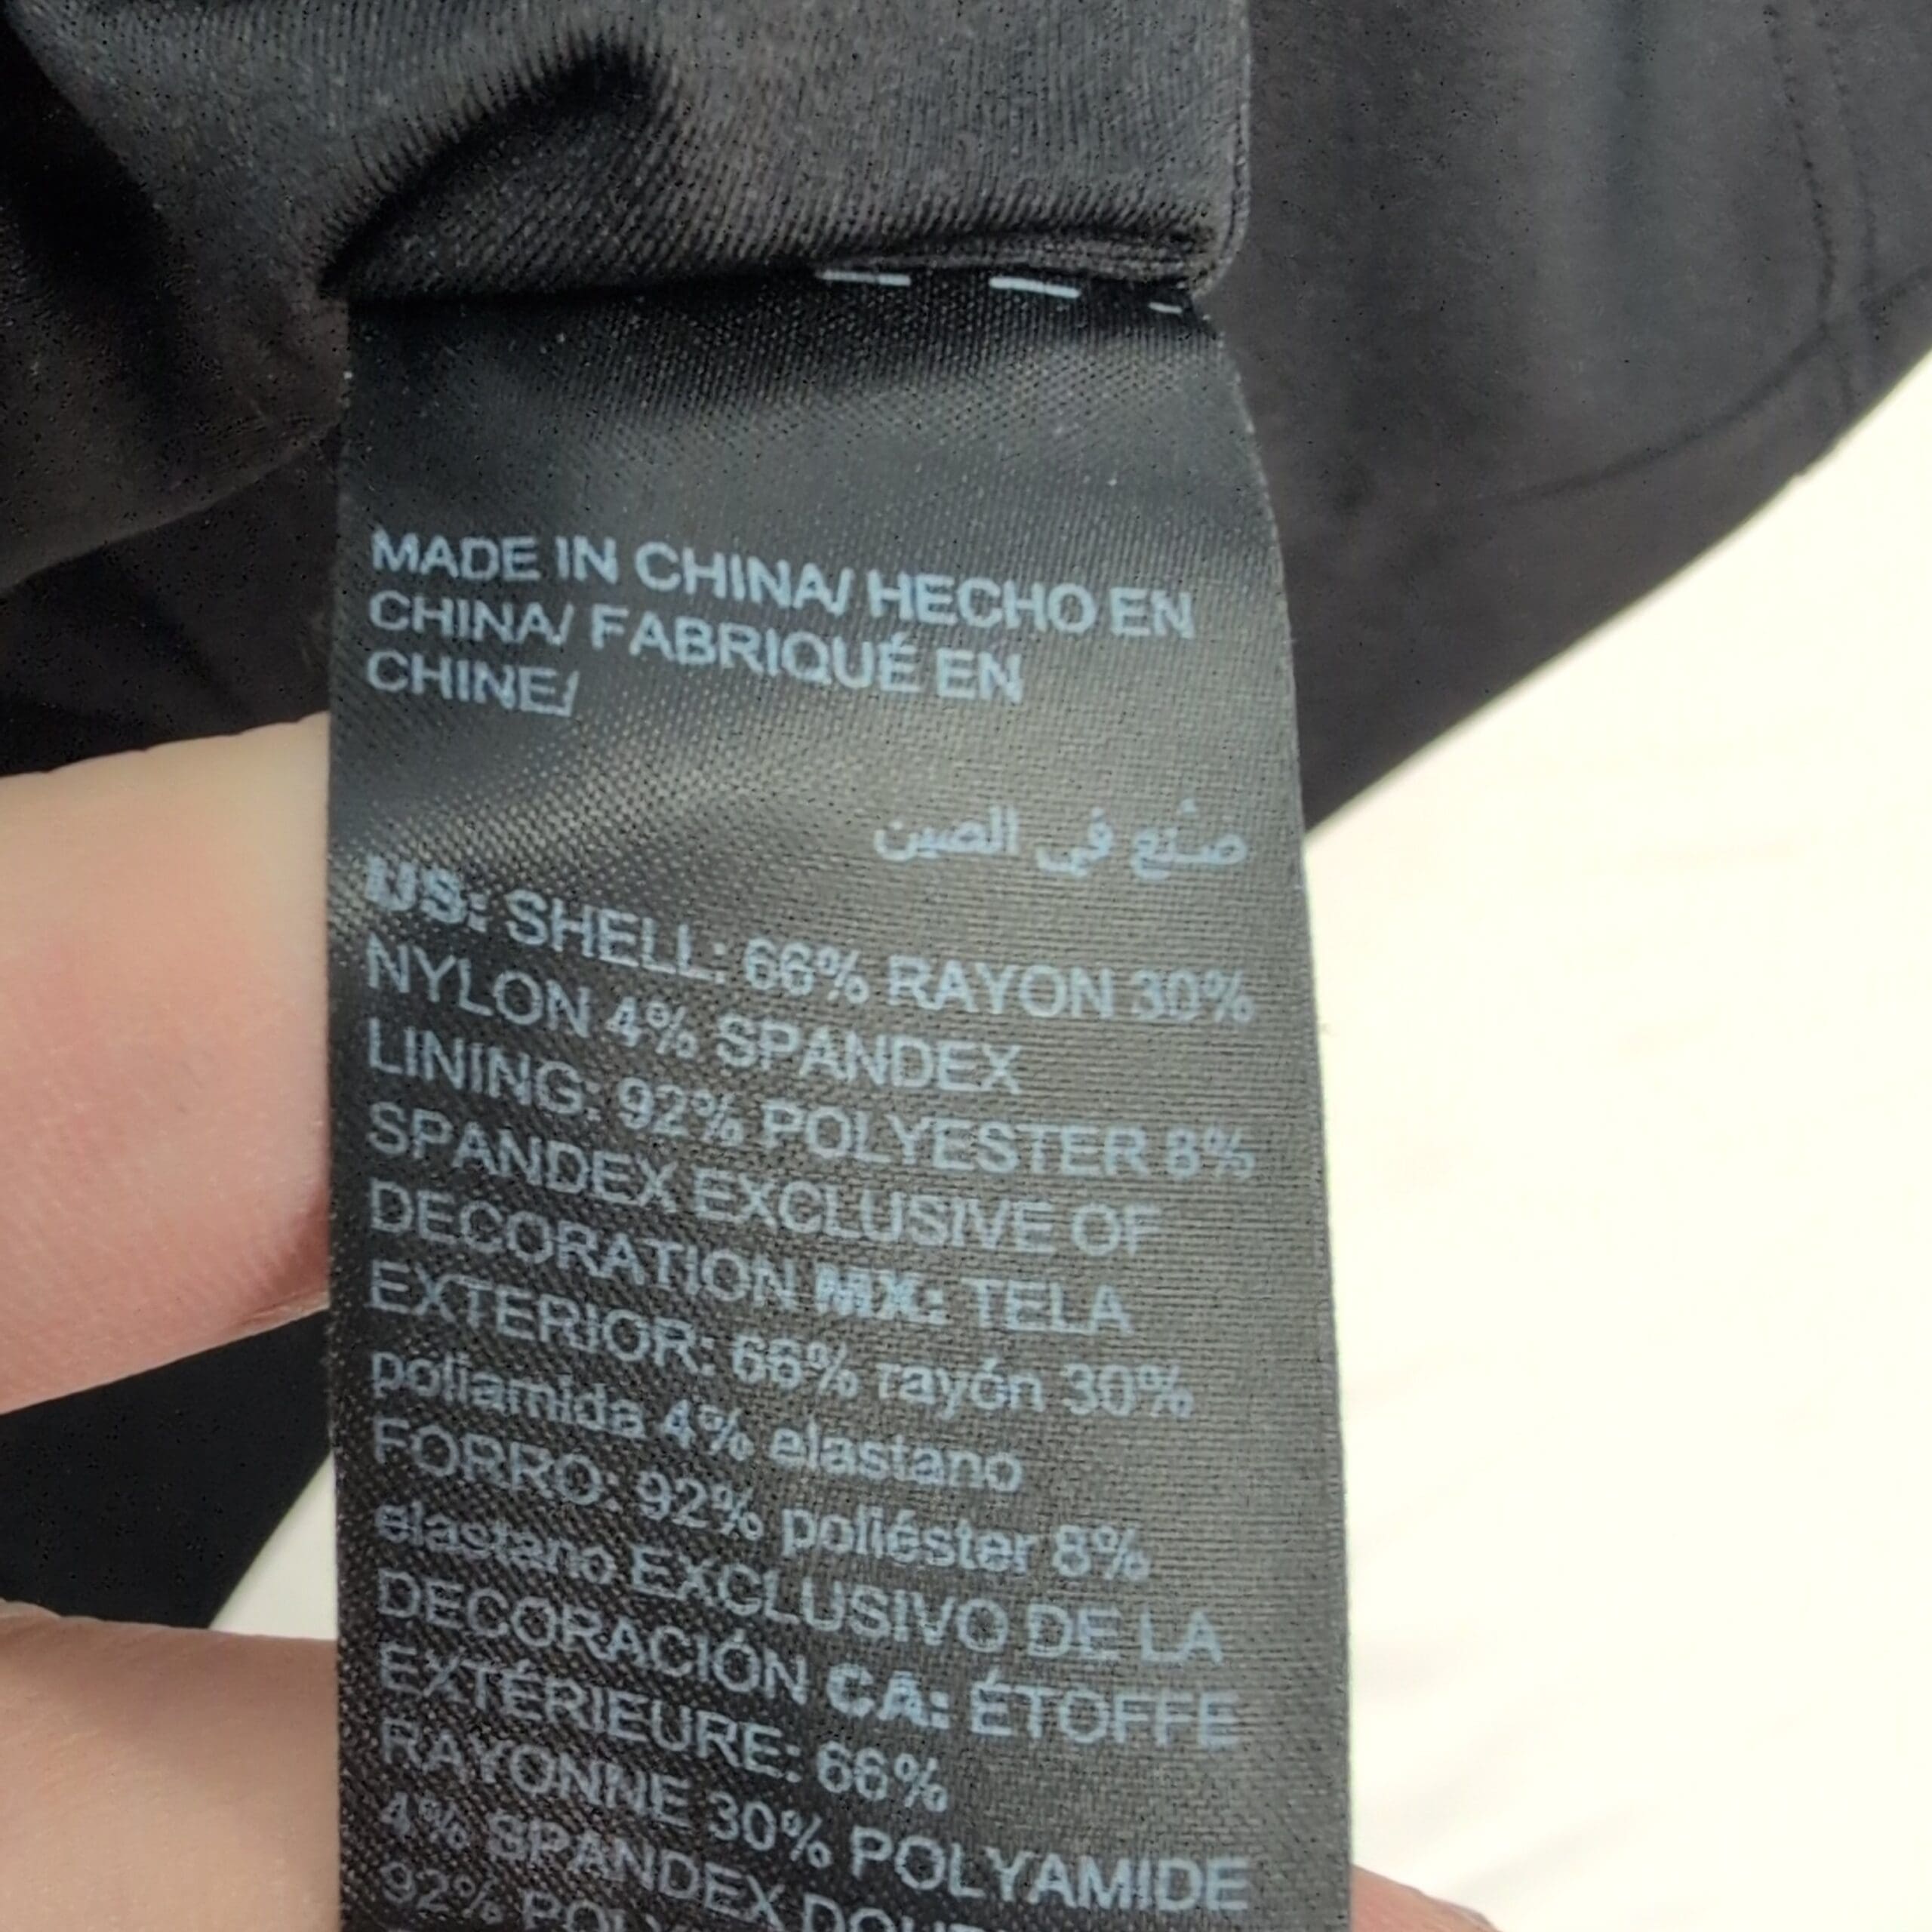 MADE IN CHINA/ HECHO EN
CHINA/ FABRIQUÉ EN
CHINE/
صُنِع في الصين
US: SHELL: 66% RAYON 30%
NYLON 4% SPANDEX
LINING: 92% POLYESTER 8%
SPANDEX EXCLUSIVE OF
DECORATION MX: TELA
EXTERIOR: 66% rayón 30%
poliamida 4% elastano
FORRO: 92% poliéster 8%
elastano EXCLUSIVO DE LA
DECORACIÓN CA: ÉTOFFE
EXTÉRIEURE: 66%
RAYONNE 30% POLYAMIDE
4% SPANDEX
92%